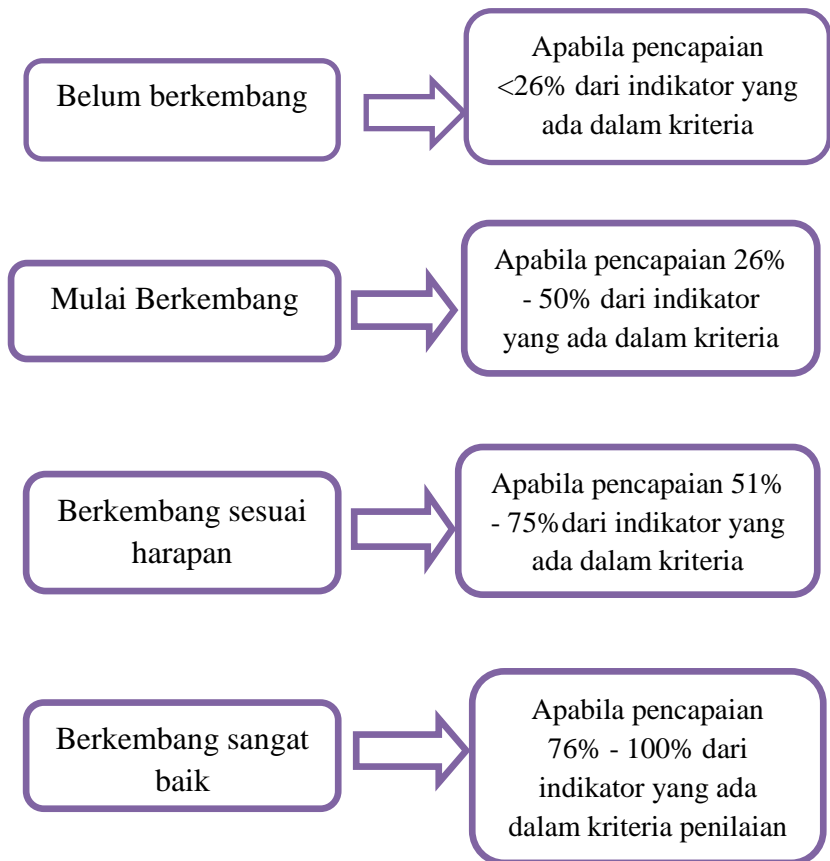 Belum berkembang
Apabila pencapaian
<26% dari indikator yang
ada dalam kriteria
Mulai Berkembang
Apabila pencapaian 26%
- 50% dari indikator
yang ada dalam kriteria
Berkembang sesuai
harapan
Apabila pencapaian 51%
- 75% dari indikator yang
ada dalam kriteria
Berkembang sangat
baik
Apabila pencapaian
76% - 100% dari
indikator yang ada
dalam kriteria penilaian